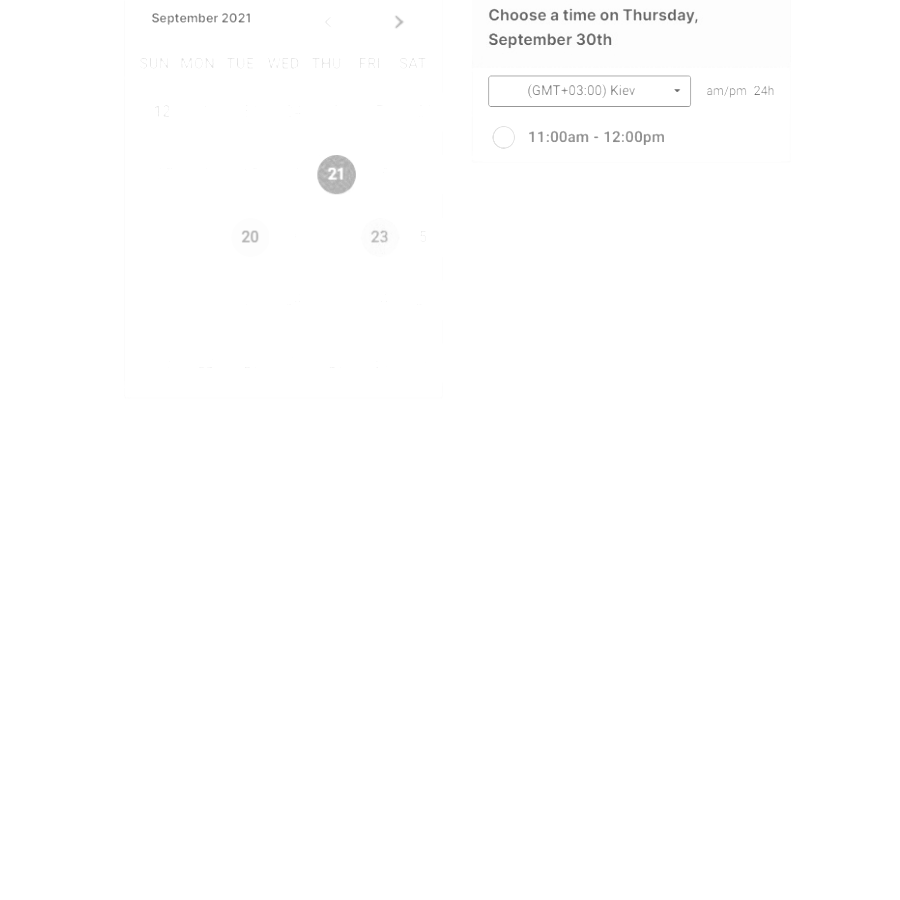 September 2021
SUN MON TUE WED THU FRI SAT
12
21
20 23 5
Choose a time on Thursday,
September 30th
(GMT+03:00) Kiev am/pm 24h
11:00am - 12:00pm